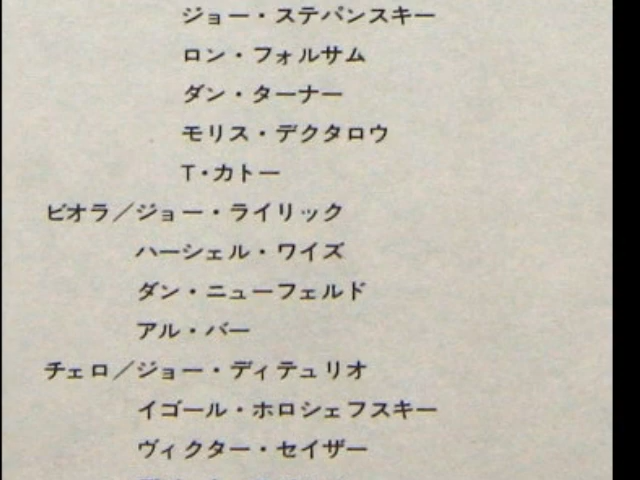 ジョー・ステパンスキー
ロン・フォルサム
ダン・ターナー
モリス・デクタロウ
T・カトー
ビオラ／ジョー・ライリック
ハーシェル・ワイズ
ダン・ニューフェルド
アル・バー
チェロ／ジョー・ディテュリオ
イゴール・ホロシェフスキー
ヴィクター・セイザー